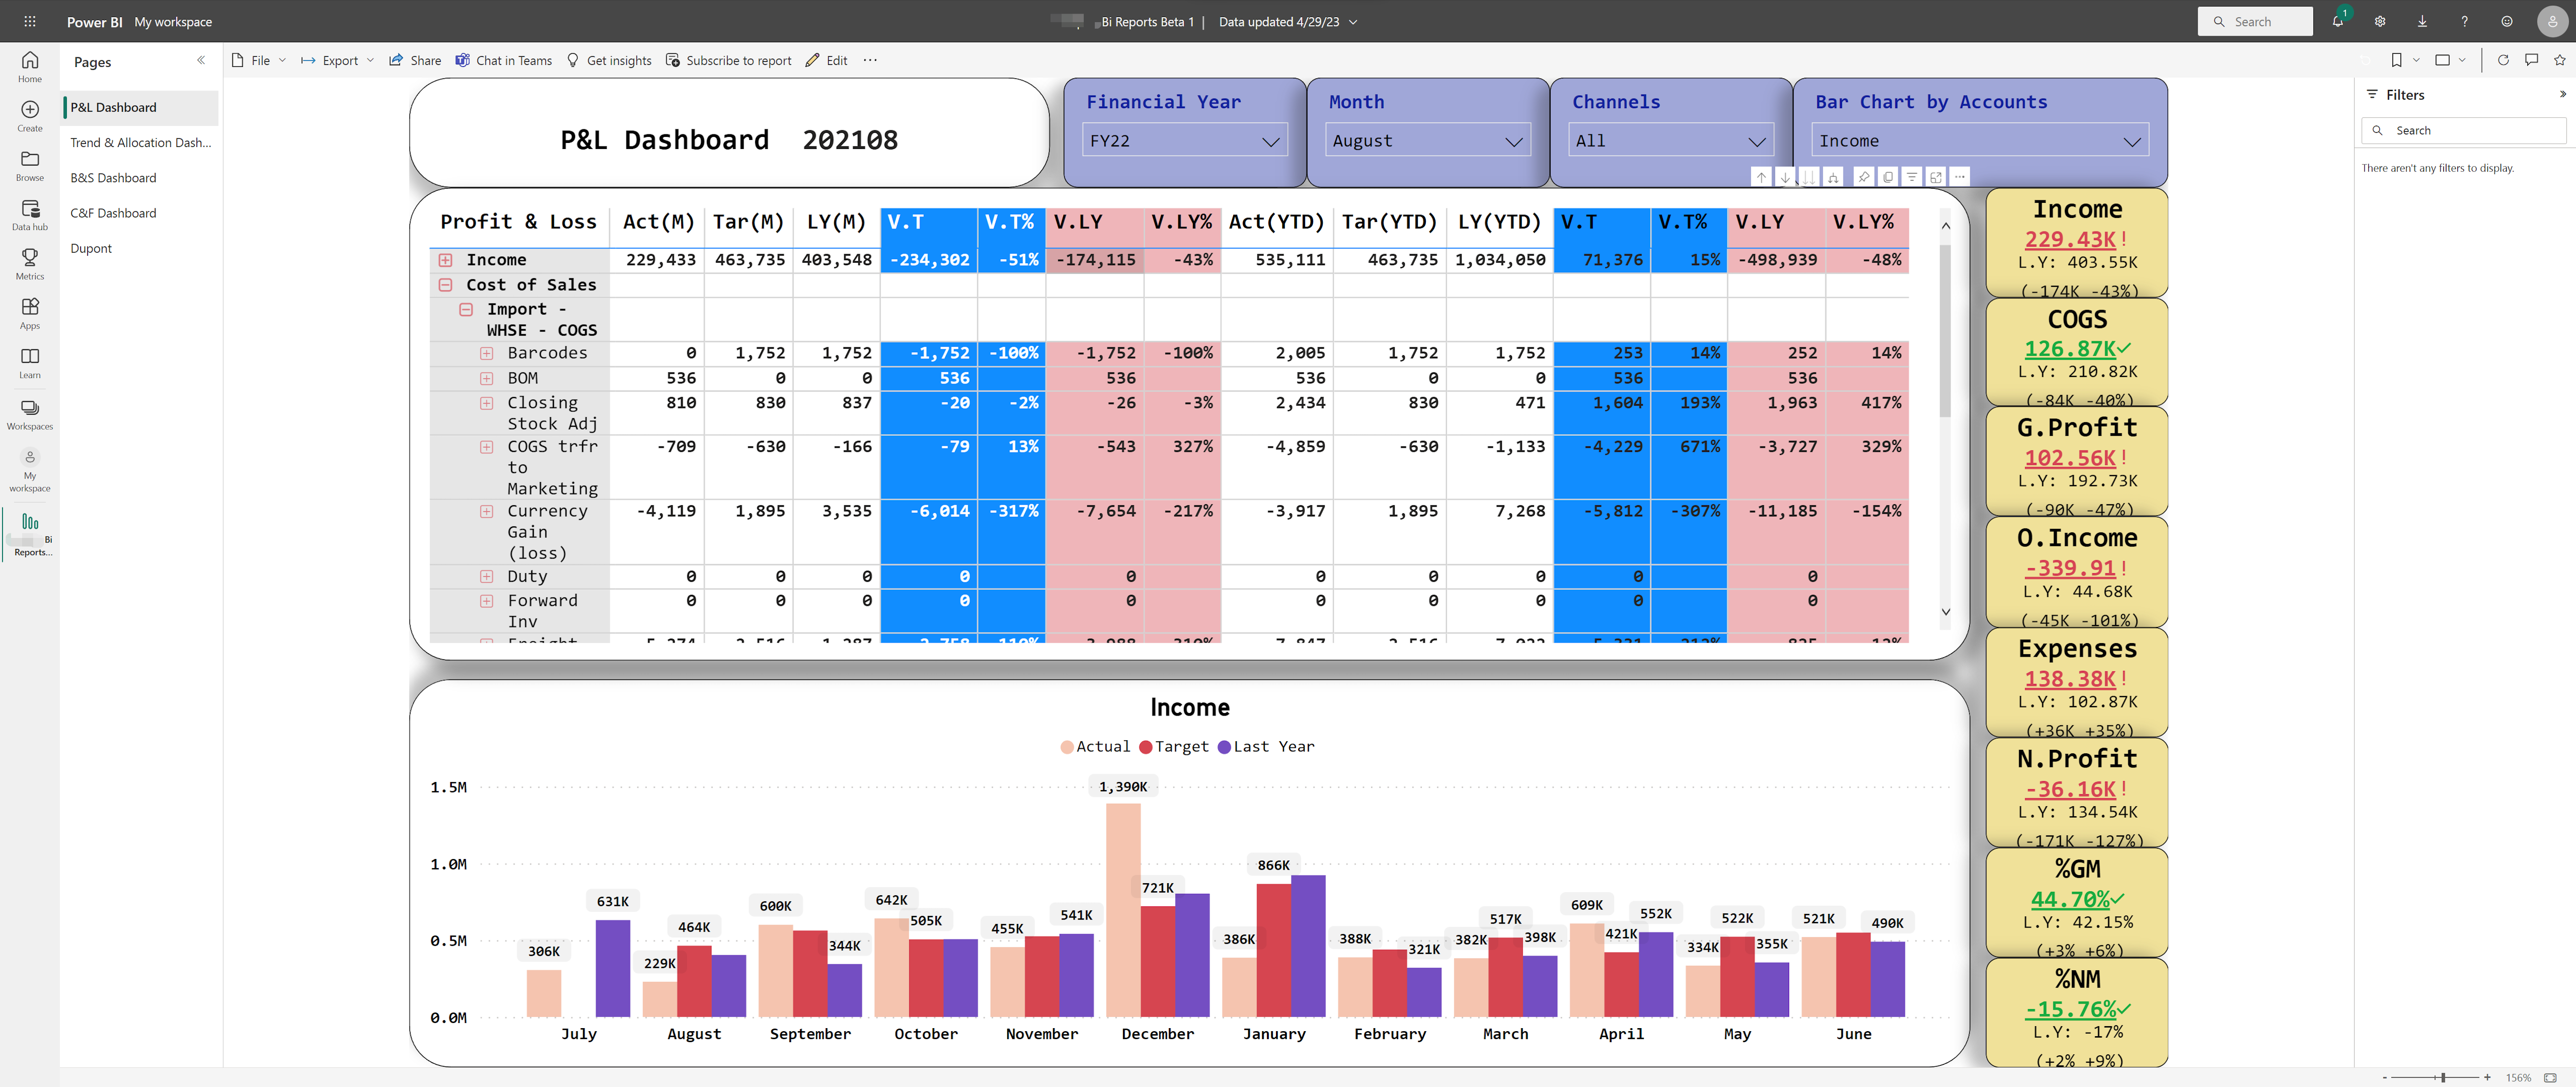 Power BI My workspace
Bi Reports Beta 1 | Data updated 4/29/23
Search
1
Home
Create
Browse
Data hub
Metrics
Apps
Learn
Workspaces
My
workspace
Bi
Reports...
Pages
P&L Dashboard
Trend & Allocation Dash...
B&S Dashboard
C&F Dashboard
Dupont
File Export Share Chat in Teams Get insights Subscribe to report Edit ...
P&L Dashboard 202108
Financial Year
FY22
Month
August
Channels
All
Bar Chart by Accounts
Income
Profit & Loss Act(M) Tar(M) LY(M) V.T V.T% V.LY V.LY% Act(YTD) Tar(YTD) LY(YTD) V.T V.T% V.LY V.LY%
Income 229,433 463,735 403,548 -234,302 -51% -174,115 -43% 535,111 463,735 1,034,050 71,376 15% -498,939 -48%
Cost of Sales
Import -
WHSE - COGS
Barcodes 0 1,752 1,752 -1,752 -100% -1,752 -100% 2,005 1,752 1,752 253 14% 252 14%
BOM 536 0 0 536 536 536 0 0 536 536
Closing 810 830 837 -20 -2% -26 -3% 2,434 830 471 1,604 193% 1,963 417%
Stock Adj
COGS trfr -709 -630 -166 -79 13% -543 327% -4,859 -630 -1,133 -4,229 671% -3,727 329%
to
Marketing
Currency -4,119 1,895 3,535 -6,014 -317% -7,654 -217% -3,917 1,895 7,268 -5,812 -307% -11,185 -154%
Gain
(loss)
Duty 0 0 0 0 0 0 0 0 0 0
Forward 0 0 0 0 0 0 0 0 0 0
Inv
Income
229.43K!
L.Y: 403.55K
(-174K -43%)
COGS
126.87K
L.Y: 210.82K
(-84K -40%)
G.Profit
102.56K!
L.Y: 192.73K
(-90K -47%)
O.Income
-339.91!
L.Y: 44.68K
(-45K -101%)
Expenses
138.38K!
L.Y: 102.87K
(+36K +35%)
N.Profit
-36.16K!
L.Y: 134.54K
(-171K -127%)
%GM
44.70%
L.Y: 42.15%
(+3% +6%)
%NM
-15.76%
L.Y: -17%
(+2% +9%)
Income
Actual Target Last Year
1.5M
1.0M
0.5M
0.0M
306K 631K
229K 464K
600K 344K
642K 505K
455K 541K
1,390K 721K
386K 866K
388K 321K
382K 517K 398K
609K 421K 552K
334K 522K 355K
521K 490K
July August September October November December January February March April May June
Filters
Search
There aren't any filters to display.
- + 156%